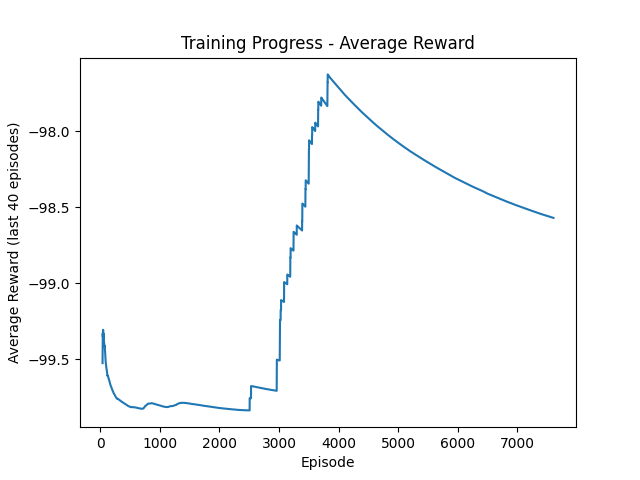 Training Progress - Average Reward
Average Reward (last 40 episodes)
−98.0
−98.5
−99.0
−99.5
0 1000 2000 3000 4000 5000 6000 7000
Episode